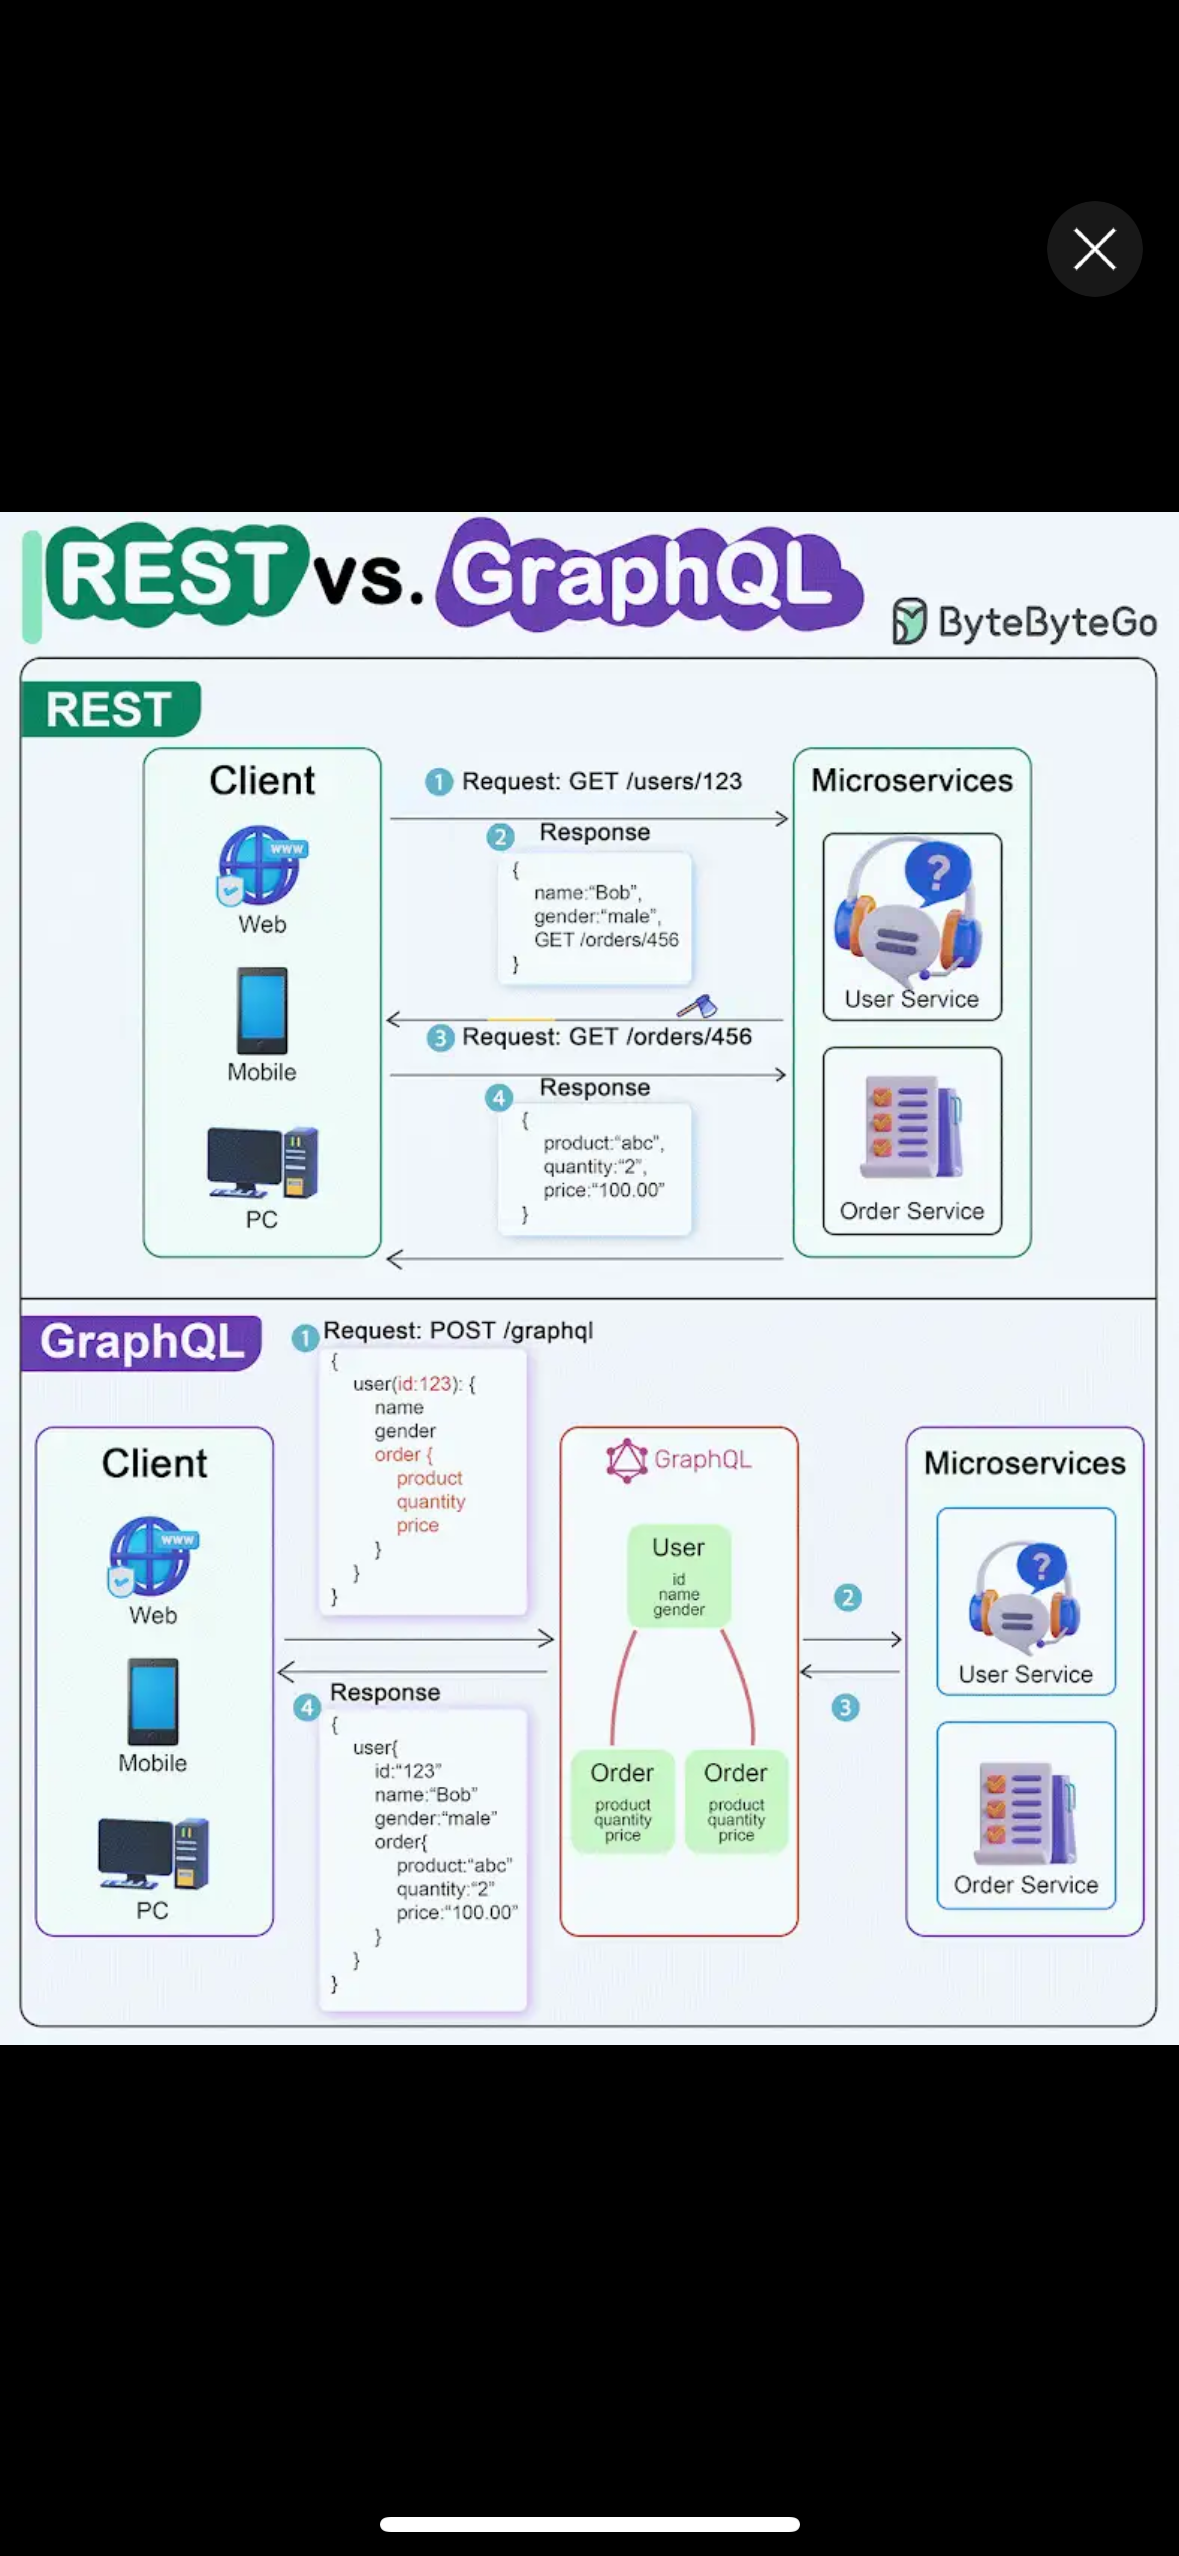 REST vs. GraphQL
ByteByteGo
REST
Client
www
Web
Mobile
PC
1 Request: GET /users/123
2 Response
{
name:“Bob”,
gender:“male”,
GET /orders/456
}
3 Request: GET /orders/456
4 Response
{
product:“abc”,
quantity:“2”,
price:“100.00”
}
Microservices
?
User Service
Order Service
GraphQL
Client
www
Web
Mobile
PC
1 Request: POST /graphql
{
user(id:123): {
name
gender
order {
product
quantity
price
}
}
}
4 Response
{
user{
id:“123”
name:“Bob”
gender:“male”
order{
product:“abc”
quantity:“2”
price:“100.00”
}
}
}
GraphQL
User
id
name
gender
Order
product
quantity
price
Order
product
quantity
price
2
3
Microservices
?
User Service
Order Service